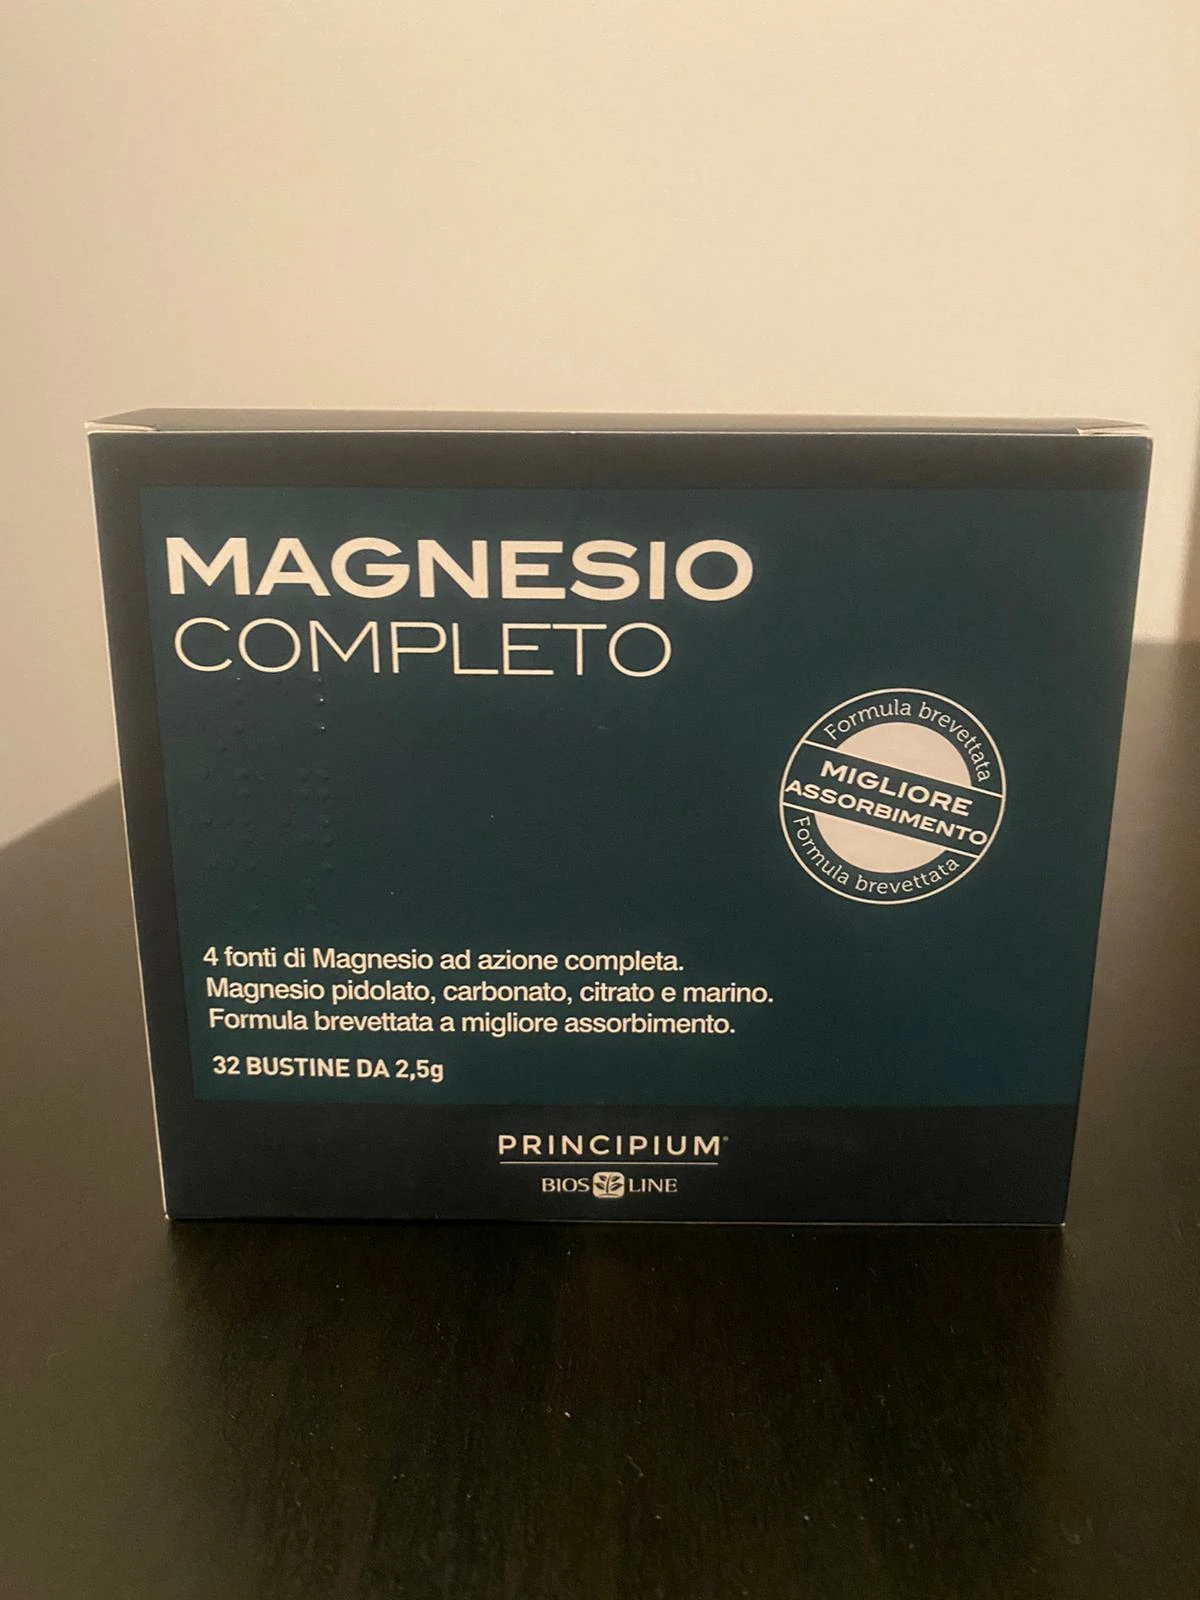 MAGNESIO
COMPLETO
Formula brevettata
MIGLIORE
ASSORBIMENTO
Formula brevettata
4 fonti di Magnesio ad azione completa.
Magnesio pidolato, carbonato, citrato e marino.
Formula brevettata a migliore assorbimento.
32 BUSTINE DA 2,5g
PRINCIPIUM®
BIOS LINE